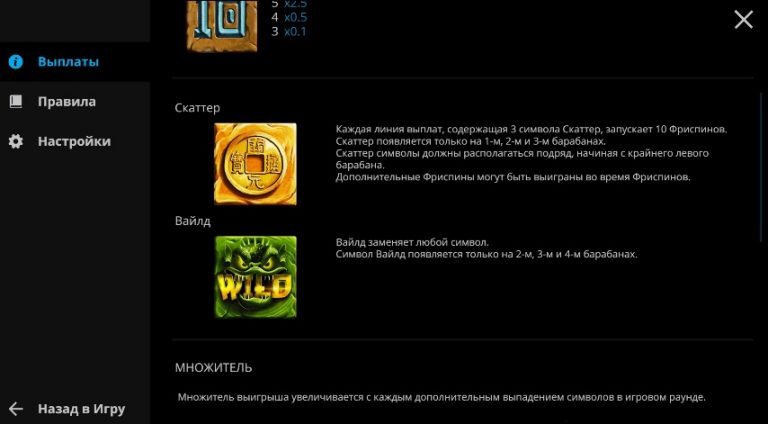 10
5 x2.5
4 x0.5
3 x0.1
Выплаты
Правила
Настройки
Назад в Игру
Скаттер
Каждая линия выплат, содержащая 3 символа Скаттер, запускает 10 Фриспинов.
Скаттер появляется только на 1-м, 2-м и 3-м барабанах.
Скаттер символы должны располагаться подряд, начиная с крайнего левого
барабана.
Дополнительные Фриспины могут быть выиграны во время Фриспинов.
Вайлд
WILD
Вайлд заменяет любой символ.
Символ Вайлд появляется только на 2-м, 3-м и 4-м барабанах.
МНОЖИТЕЛЬ
Множитель выигрыша увеличивается с каждым дополнительным выпадением символов в игровом раунде.